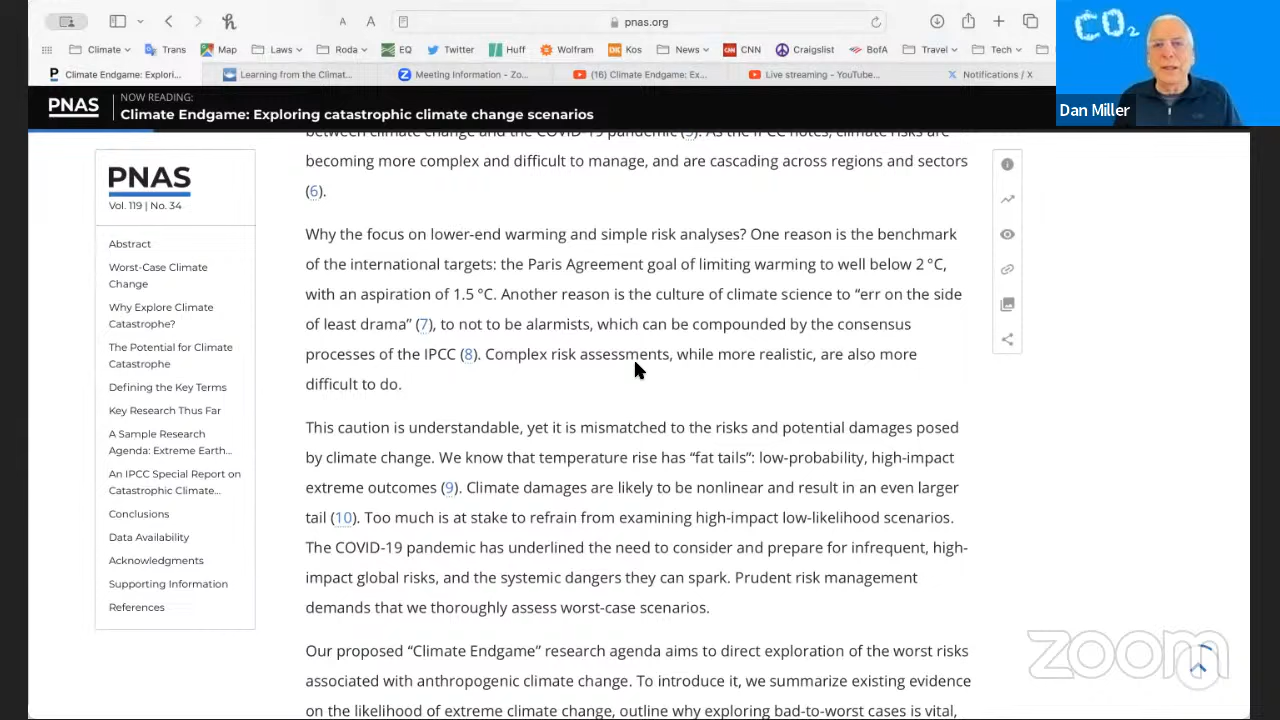 pnas.org
Climate
Trans
Map
Laws
Roda
EQ
Twitter
Huff
Wolfram
Kos
News
CNN
Craigslist
BofA
Travel
Tech
Climate Endgame: Explori...
Learning from the Climat...
Meeting Information - Zo...
(16) Climate Endgame: Ex...
Live streaming - YouTube...
Notifications / X
CO2
Dan Miller
PNAS
NOW READING:
Climate Endgame: Exploring catastrophic climate change scenarios
PNAS
Vol. 119 | No. 34
Abstract
Worst-Case Climate
Change
Why Explore Climate
Catastrophe?
The Potential for Climate
Catastrophe
Defining the Key Terms
Key Research Thus Far
A Sample Research
Agenda: Extreme Earth...
An IPCC Special Report on
Catastrophic Climate...
Conclusions
Data Availability
Acknowledgments
Supporting Information
References
between climate change and the COVID-19 pandemic (5). As the IPCC notes, climate risks are
becoming more complex and difficult to manage, and are cascading across regions and sectors
(6).
Why the focus on lower-end warming and simple risk analyses? One reason is the benchmark
of the international targets: the Paris Agreement goal of limiting warming to well below 2 °C,
with an aspiration of 1.5 °C. Another reason is the culture of climate science to “err on the side
of least drama” (7), to not to be alarmists, which can be compounded by the consensus
processes of the IPCC (8). Complex risk assessments, while more realistic, are also more
difficult to do.
This caution is understandable, yet it is mismatched to the risks and potential damages posed
by climate change. We know that temperature rise has “fat tails”: low-probability, high-impact
extreme outcomes (9). Climate damages are likely to be nonlinear and result in an even larger
tail (10). Too much is at stake to refrain from examining high-impact low-likelihood scenarios.
The COVID-19 pandemic has underlined the need to consider and prepare for infrequent, high-
impact global risks, and the systemic dangers they can spark. Prudent risk management
demands that we thoroughly assess worst-case scenarios.
Our proposed “Climate Endgame” research agenda aims to direct exploration of the worst risks
associated with anthropogenic climate change. To introduce it, we summarize existing evidence
on the likelihood of extreme climate change, outline why exploring bad-to-worst cases is vital,
zoom